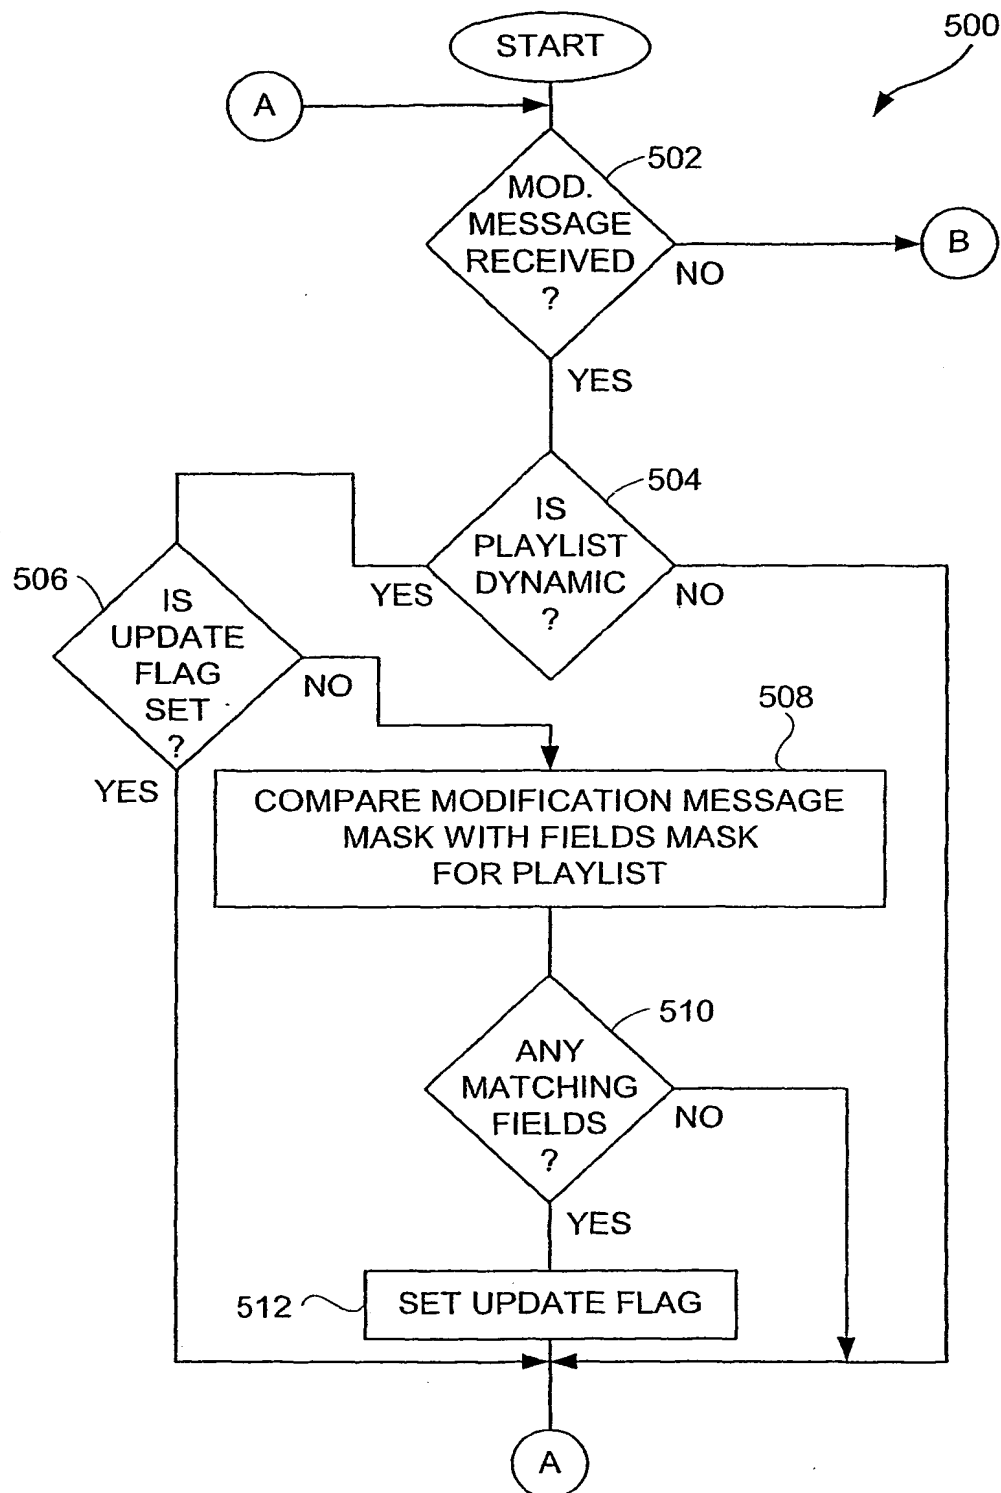 500
START
A
502
MOD.
MESSAGE
RECEIVED
?
NO
B
YES
504
IS
PLAYLIST
DYNAMIC
?
YES
NO
506
IS
UPDATE
FLAG
SET
?
NO
YES
508
COMPARE MODIFICATION MESSAGE
MASK WITH FIELDS MASK
FOR PLAYLIST
510
ANY
MATCHING
FIELDS
?
NO
YES
512
SET UPDATE FLAG
A